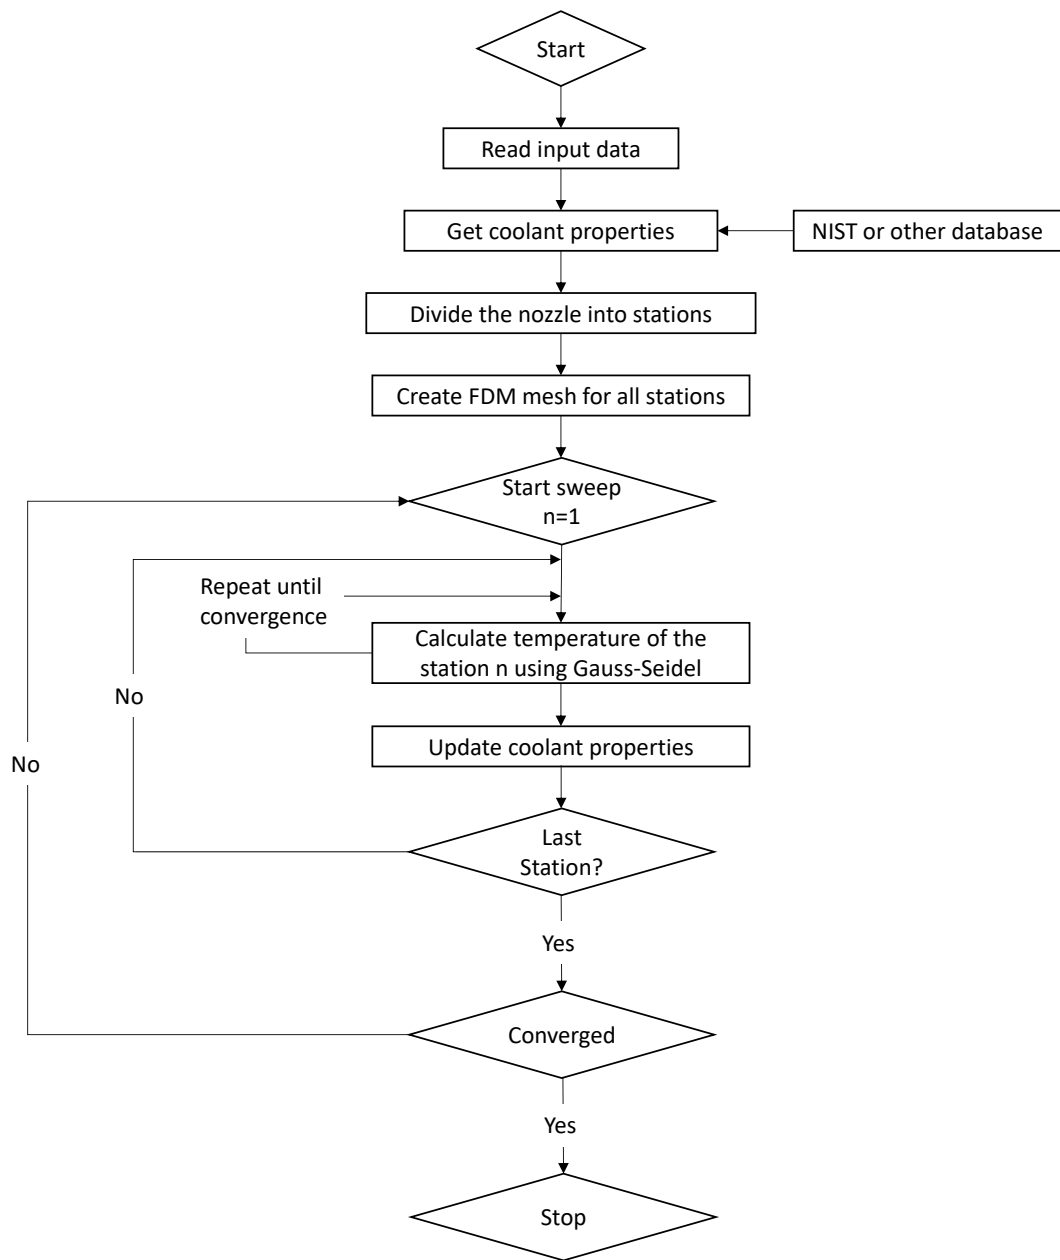 Start
Read input data
Get coolant properties
NIST or other database
Divide the nozzle into stations
Create FDM mesh for all stations
Start sweep
n=1
Repeat until
convergence
Calculate temperature of the
station n using Gauss-Seidel
No
Update coolant properties
No
Last
Station?
Yes
Converged
Yes
Stop